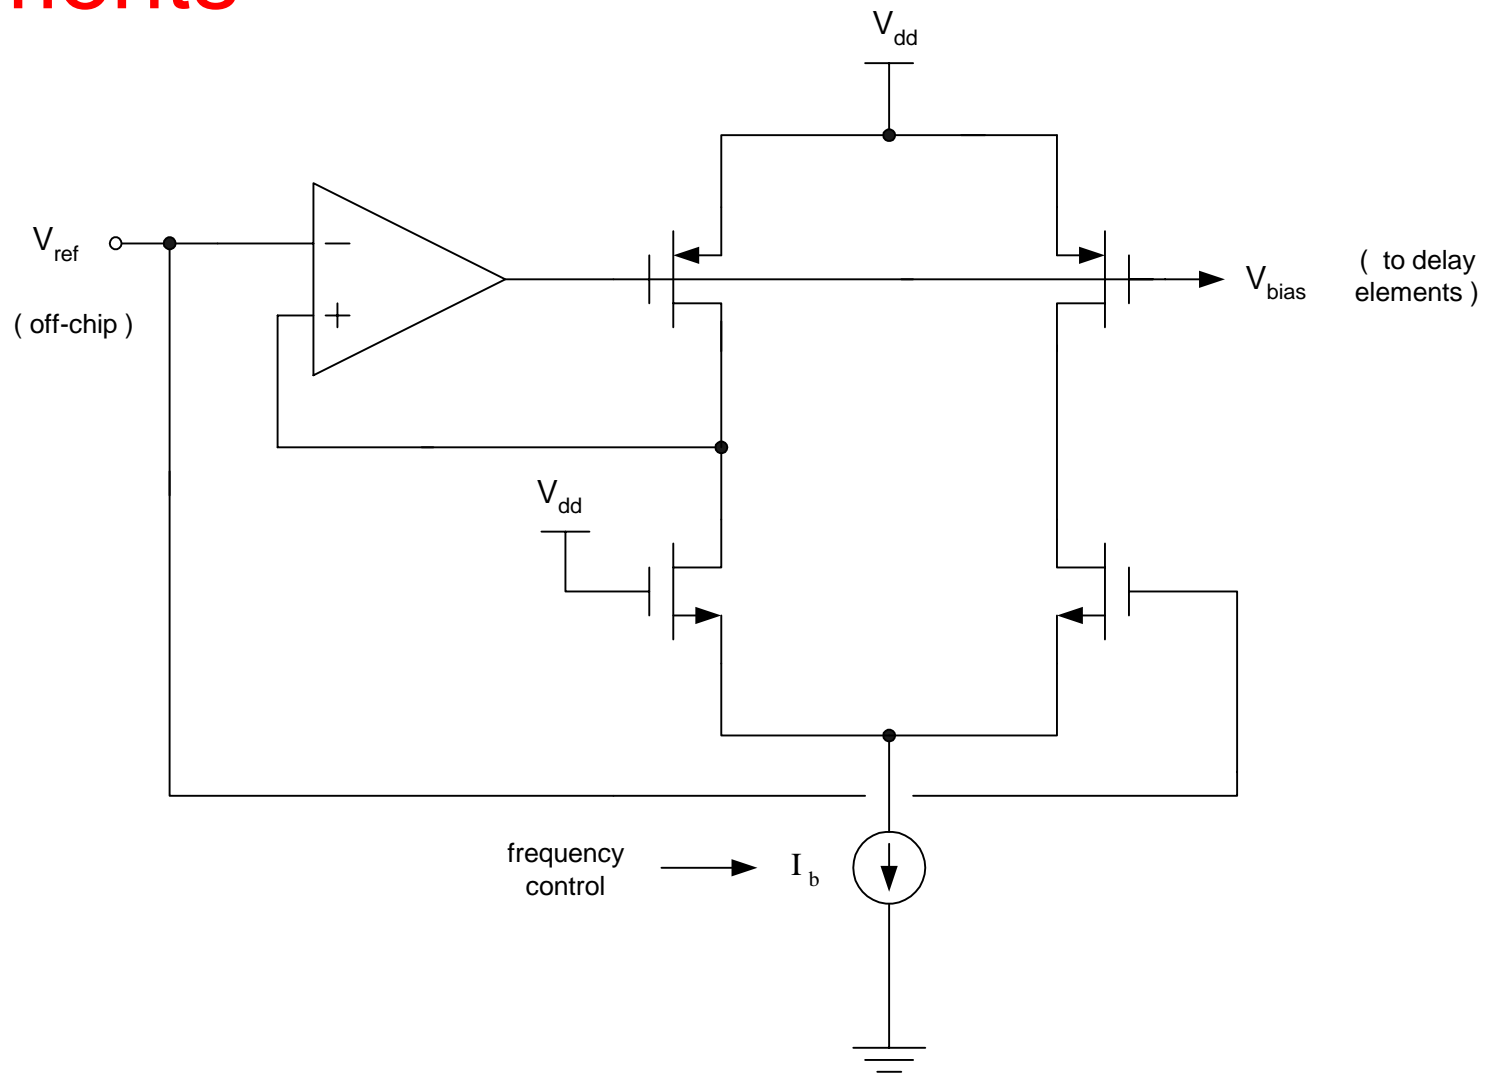 V_dd
V_ref
−
( to delay
V_bias
elements )
( off-chip )
+
V_dd
frequency
I_b
control